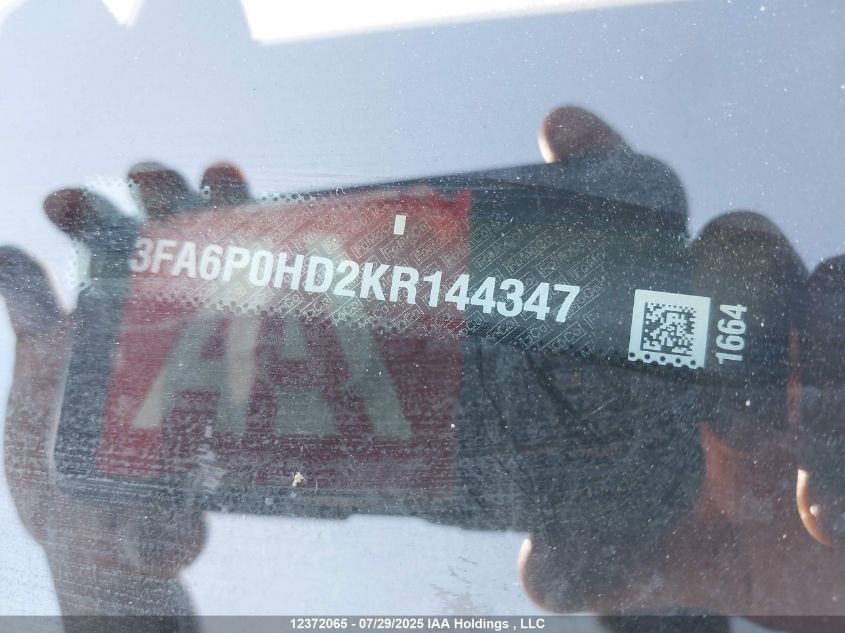 3FA6P0HD2KR144347
1664
12372065 - 07/29/2025 IAA Holdings , LLC